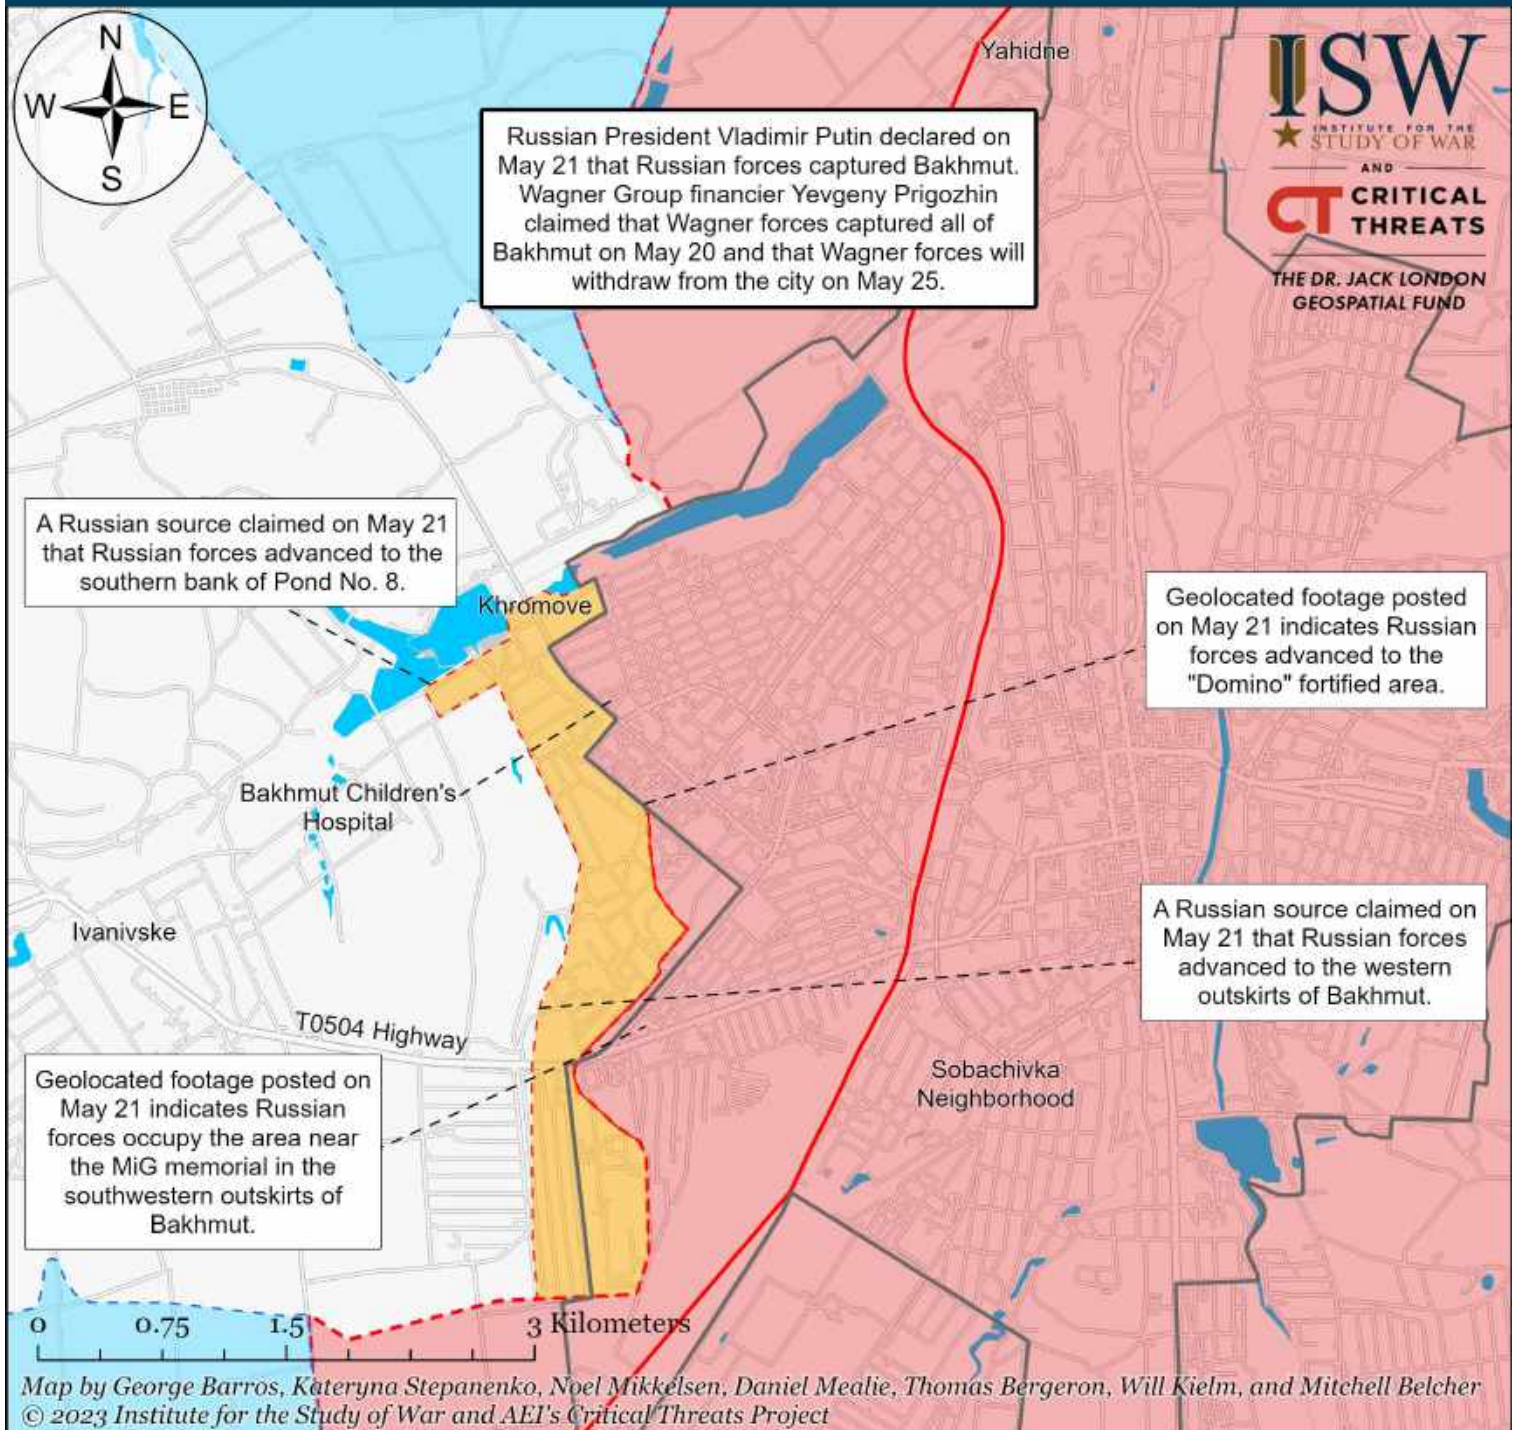 N
W
E
S
Yahidne
ISW
INSTITUTE FOR THE
STUDY OF WAR
AND
CT CRITICAL
THREATS
THE DR. JACK LONDON
GEOSPATIAL FUND
Russian President Vladimir Putin declared on
May 21 that Russian forces captured Bakhmut.
Wagner Group financier Yevgeny Prigozhin
claimed that Wagner forces captured all of
Bakhmut on May 20 and that Wagner forces will
withdraw from the city on May 25.
A Russian source claimed on May 21
that Russian forces advanced to the
southern bank of Pond No. 8.
Khromove
Geolocated footage posted
on May 21 indicates Russian
forces advanced to the
"Domino" fortified area.
Bakhmut Children's
Hospital
Ivanivske
A Russian source claimed on
May 21 that Russian forces
advanced to the western
outskirts of Bakhmut.
T0504 Highway
Geolocated footage posted on
May 21 indicates Russian
forces occupy the area near
the MiG memorial in the
southwestern outskirts of
Bakhmut.
Sobachivka
Neighborhood
0 0.75 1.5 3 Kilometers
Map by George Barros, Kateryna Stepanenko, Noel Mikkelsen, Daniel Mealie, Thomas Bergeron, Will Kielm, and Mitchell Belcher
© 2023 Institute for the Study of War and AEI's Critical Threats Project